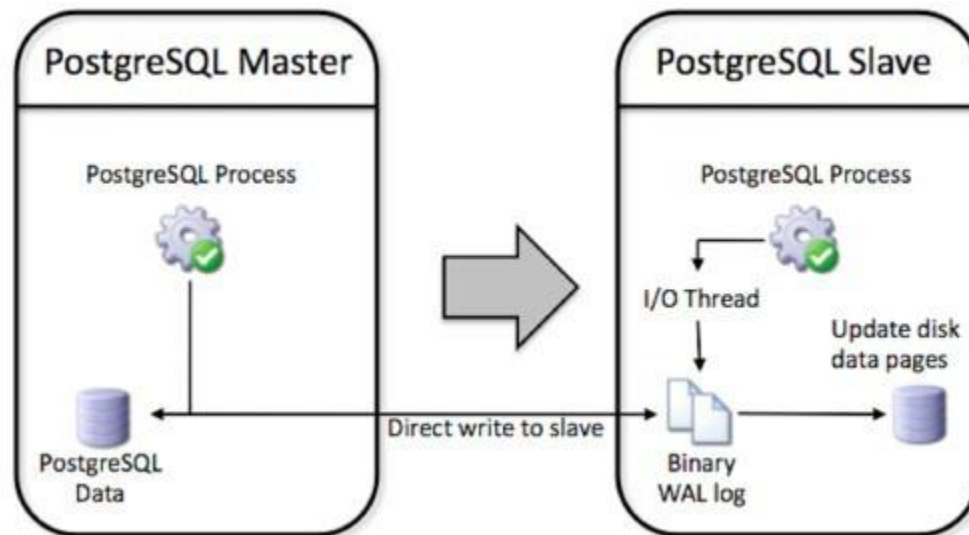 PostgreSQL Master
PostgreSQL Process
PostgreSQL
Data
Direct write to slave
PostgreSQL Slave
PostgreSQL Process
I/O Thread
Update disk
data pages
Binary
WAL log